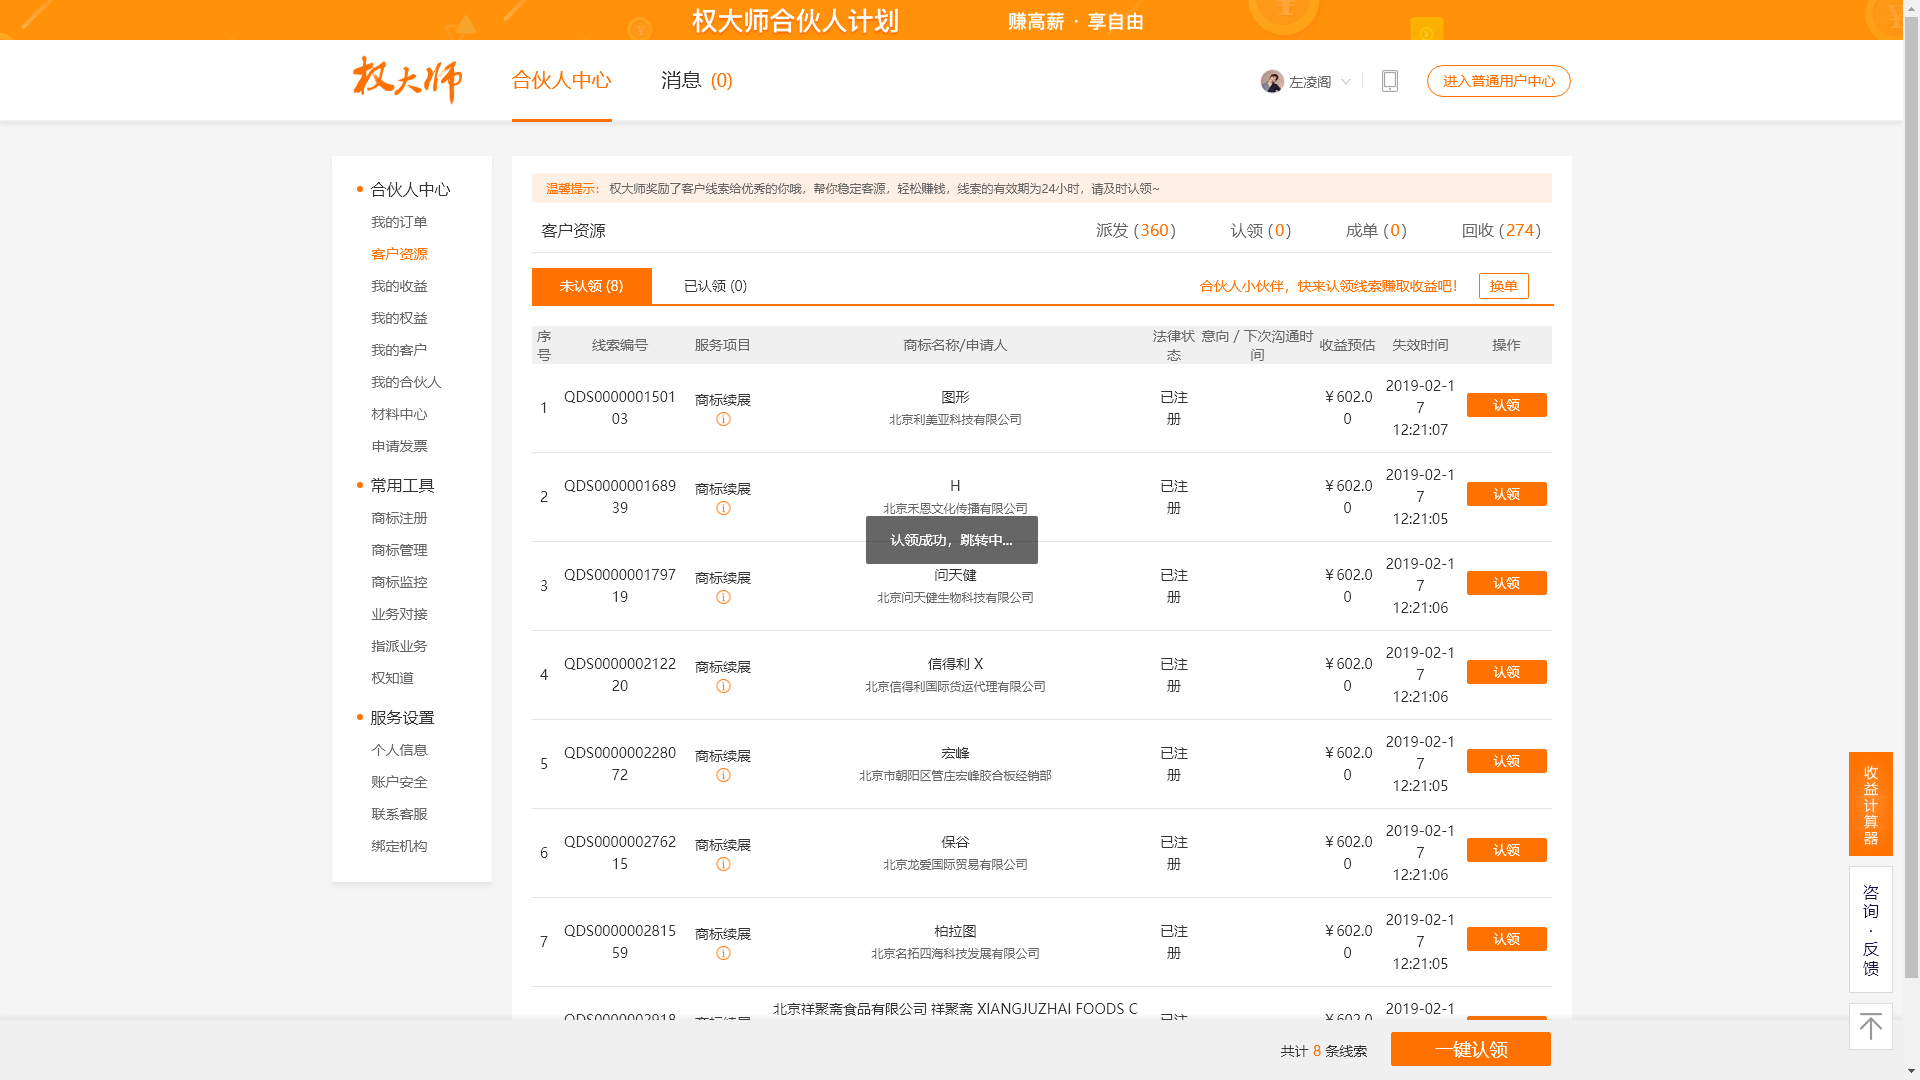 权大师合伙人计划 赚高薪 · 享自由
权大师 合伙人中心 消息 (0) 左凌阁 进入普通用户中心
合伙人中心
我的订单
客户资源
我的收益
我的权益
我的客户
我的合伙人
材料中心
申请发票
常用工具
商标注册
商标管理
商标监控
业务对接
指派业务
权知道
服务设置
个人信息
账户安全
联系客服
绑定机构
温馨提示： 权大师奖励了客户线索给优秀的你哦，帮你稳定客源，轻松赚钱，线索的有效期为24小时，请及时认领~
客户资源 派发 (360) 认领 (0) 成单 (0) 回收 (274)
未认领 (8) 已认领 (0) 合伙人小伙伴，快来认领线索赚取收益吧！ 换单
序号 线索编号 服务项目 商标名称/申请人 法律状态 意向 / 下次沟通时间 收益预估 失效时间 操作
1 QDS000000150103 商标续展 图形 北京利美亚科技有限公司 已注册 ¥602.00 2019-02-17 12:21:07 认领
2 QDS000000168939 商标续展 H 北京禾恩文化传播有限公司 已注册 ¥602.00 2019-02-17 12:21:05 认领
认领成功，跳转中...
3 QDS000000179719 商标续展 问天健 北京问天健生物科技有限公司 已注册 ¥602.00 2019-02-17 12:21:06 认领
4 QDS000000212220 商标续展 信得利 X 北京信得利国际货运代理有限公司 已注册 ¥602.00 2019-02-17 12:21:06 认领
5 QDS000000228072 商标续展 宏峰 北京市朝阳区管庄宏峰胶合板经销部 已注册 ¥602.00 2019-02-17 12:21:05 认领
6 QDS000000276215 商标续展 保谷 北京龙爱国际贸易有限公司 已注册 ¥602.00 2019-02-17 12:21:06 认领
7 QDS000000281559 商标续展 柏拉图 北京名拓四海科技发展有限公司 已注册 ¥602.00 2019-02-17 12:21:05 认领
QDS0000002918 商标续展 北京祥聚斋食品有限公司 祥聚斋 XIANGJUZHAI FOODS C 已注 ¥602.0 2019-02-1
共计 8 条线索 一键认领
收益计算器
咨询·反馈